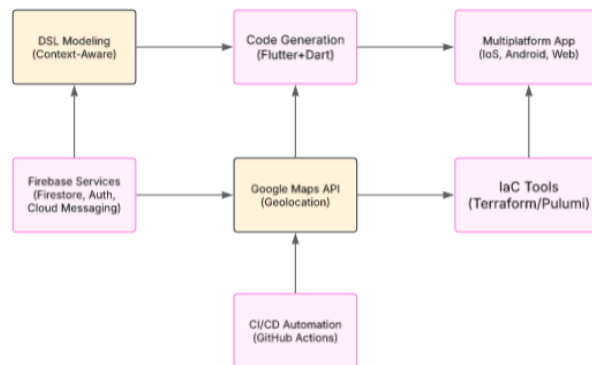 DSL Modeling
(Context-Aware)
Code Generation
(Flutter+Dart)
Multiplatform App
(IoS, Android, Web)
Firebase Services
(Firestore, Auth,
Cloud Messaging)
Google Maps API
(Geolocation)
IaC Tools
(Terraform/Pulumi)
CI/CD Automation
(GitHub Actions)